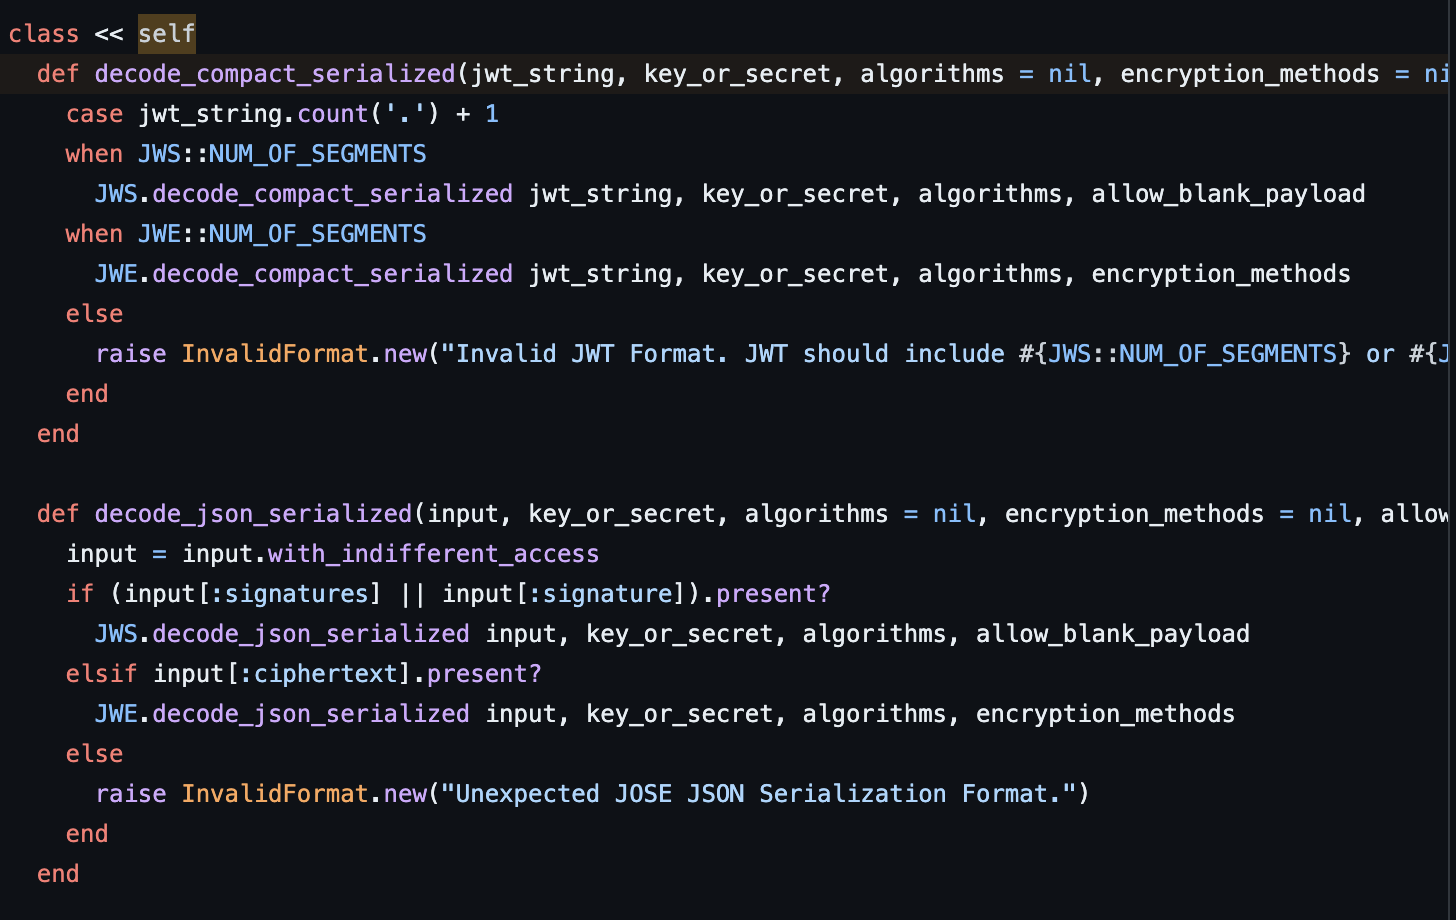 class << self
  def decode_compact_serialized(jwt_string, key_or_secret, algorithms = nil, encryption_methods =
    case jwt_string.count('.') + 1
    when JWS::NUM_OF_SEGMENTS
      JWS.decode_compact_serialized jwt_string, key_or_secret, algorithms, allow_blank_payload
    when JWE::NUM_OF_SEGMENTS
      JWE.decode_compact_serialized jwt_string, key_or_secret, algorithms, encryption_methods
    else
      raise InvalidFormat.new("Invalid JWT Format. JWT should include #{JWS::NUM_OF_SEGMENTS} or #{J
    end
  end

  def decode_json_serialized(input, key_or_secret, algorithms = nil, encryption_methods = nil, allow
    input = input.with_indifferent_access
    if (input[:signatures] || input[:signature]).present?
      JWS.decode_json_serialized input, key_or_secret, algorithms, allow_blank_payload
    elsif input[:ciphertext].present?
      JWE.decode_json_serialized input, key_or_secret, algorithms, encryption_methods
    else
      raise InvalidFormat.new("Unexpected JOSE JSON Serialization Format.")
    end
  end